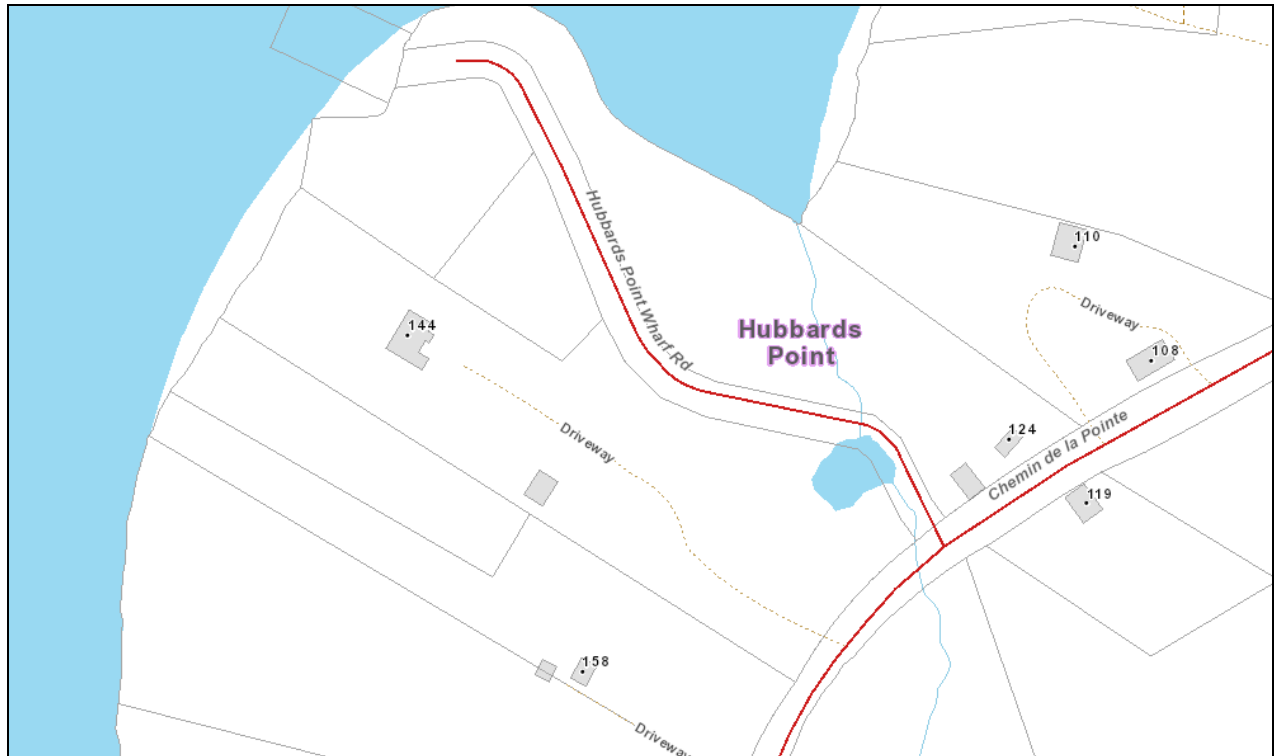 Hubbards Point Wharf Rd
110
Driveway
144
Hubbards
Point
108
124
Chemin de la Pointe
Driveway
119
158
Driveway